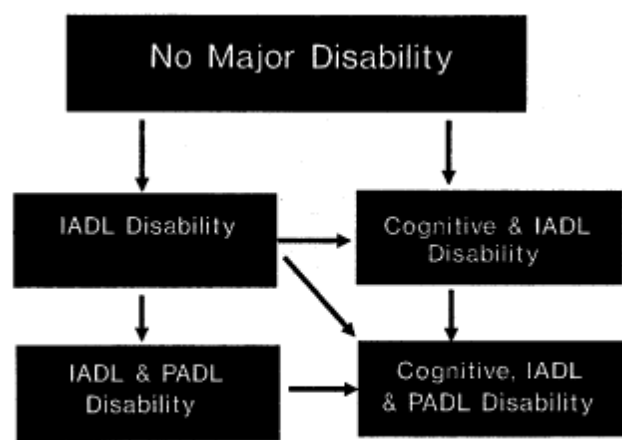 No Major Disability
IADL Disability
Cognitive & IADL
Disability
IADL & PADL
Disability
Cognitive, IADL
& PADL Disability